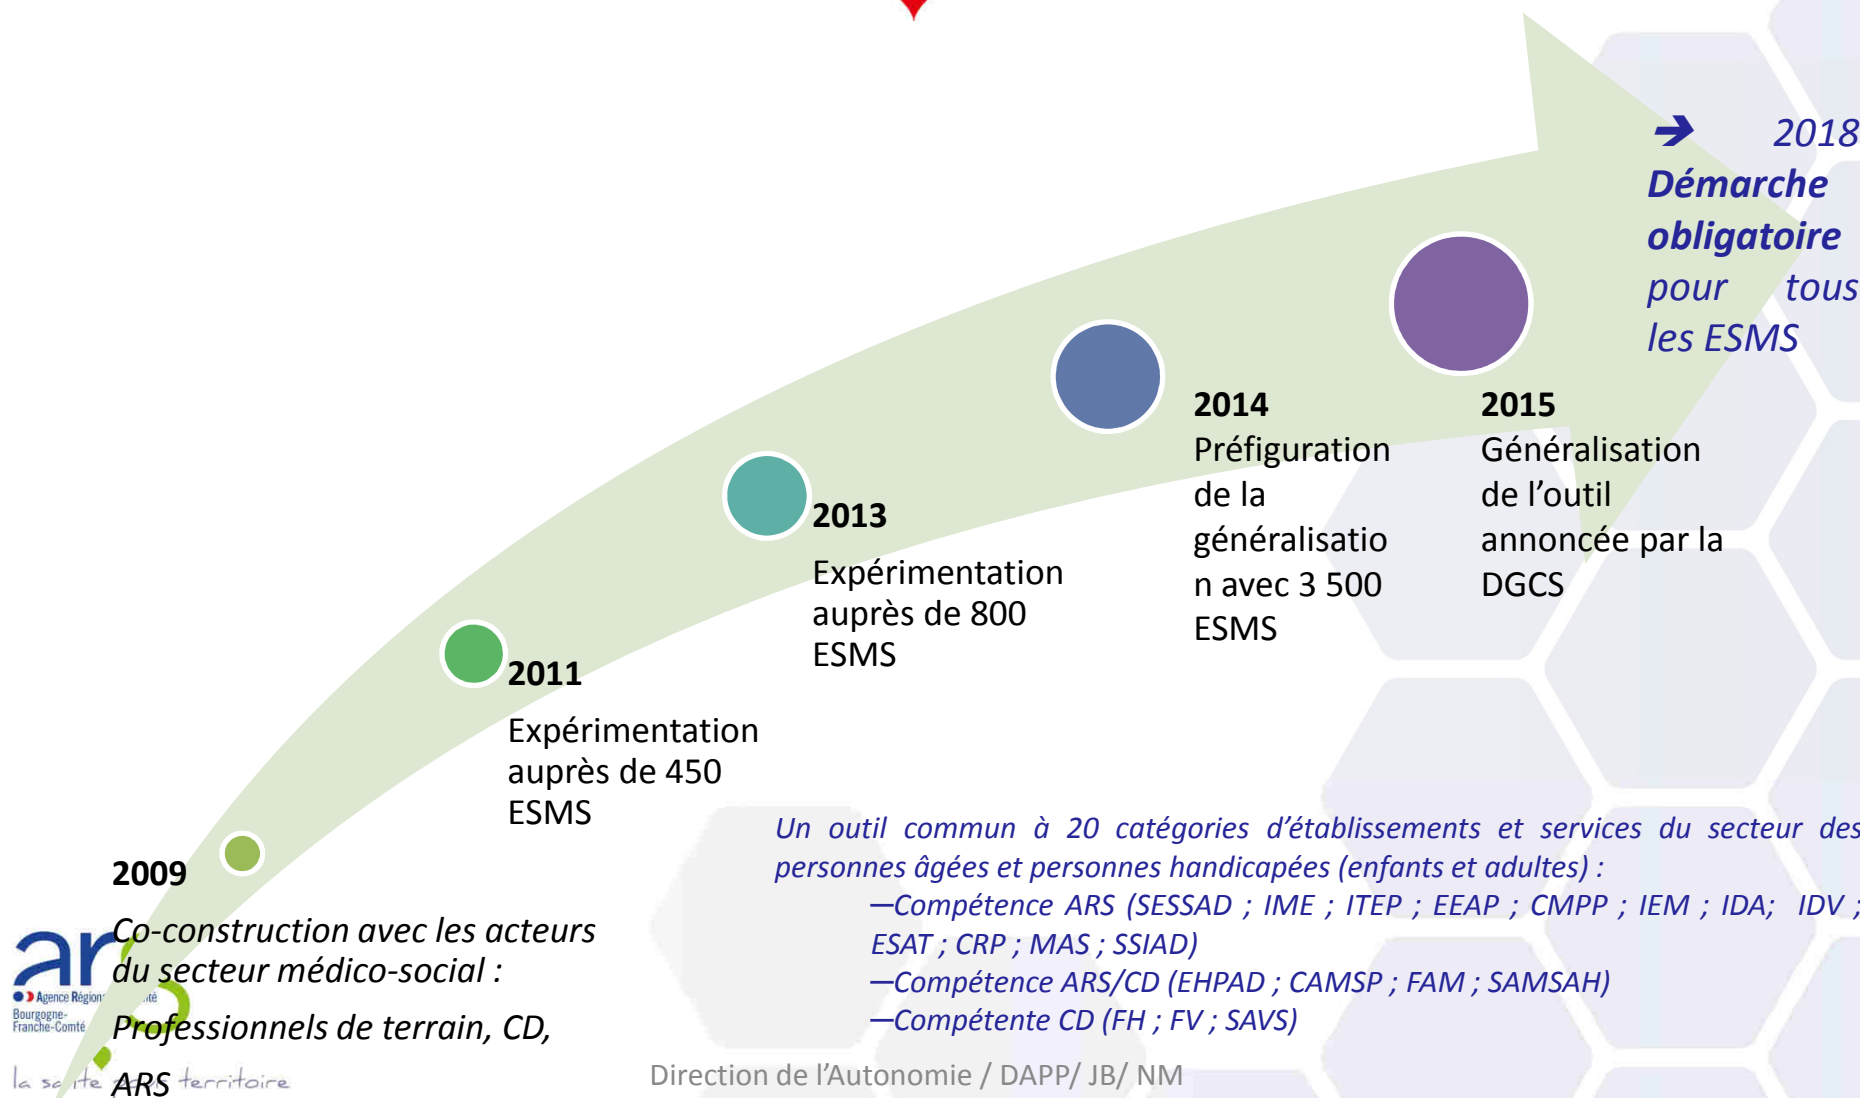 ➔ 2018
Démarche
obligatoire
pour tous
les ESMS
2015
Généralisation
de l’outil
annoncée par la
DGCS
2014
Préfiguration
de la
généralisatio
n avec 3 500
ESMS
2013
Expérimentation
auprès de 800
ESMS
2011
Expérimentation
auprès de 450
ESMS
2009
Co-construction avec les acteurs
du secteur médico-social :
Professionnels de terrain, CD,
ARS
Un outil commun à 20 catégories d’établissements et services du secteur des
personnes âgées et personnes handicapées (enfants et adultes) :
─Compétence ARS (SESSAD ; IME ; ITEP ; EEAP ; CMPP ; IEM ; IDA; IDV ;
ESAT ; CRP ; MAS ; SSIAD)
─Compétence ARS/CD (EHPAD ; CAMSP ; FAM ; SAMSAH)
─Compétente CD (FH ; FV ; SAVS)
ars
Agence
Bourgogne-
Franche-Comté
la territoire
Direction de l’Autonomie / DAPP/ JB/ NM